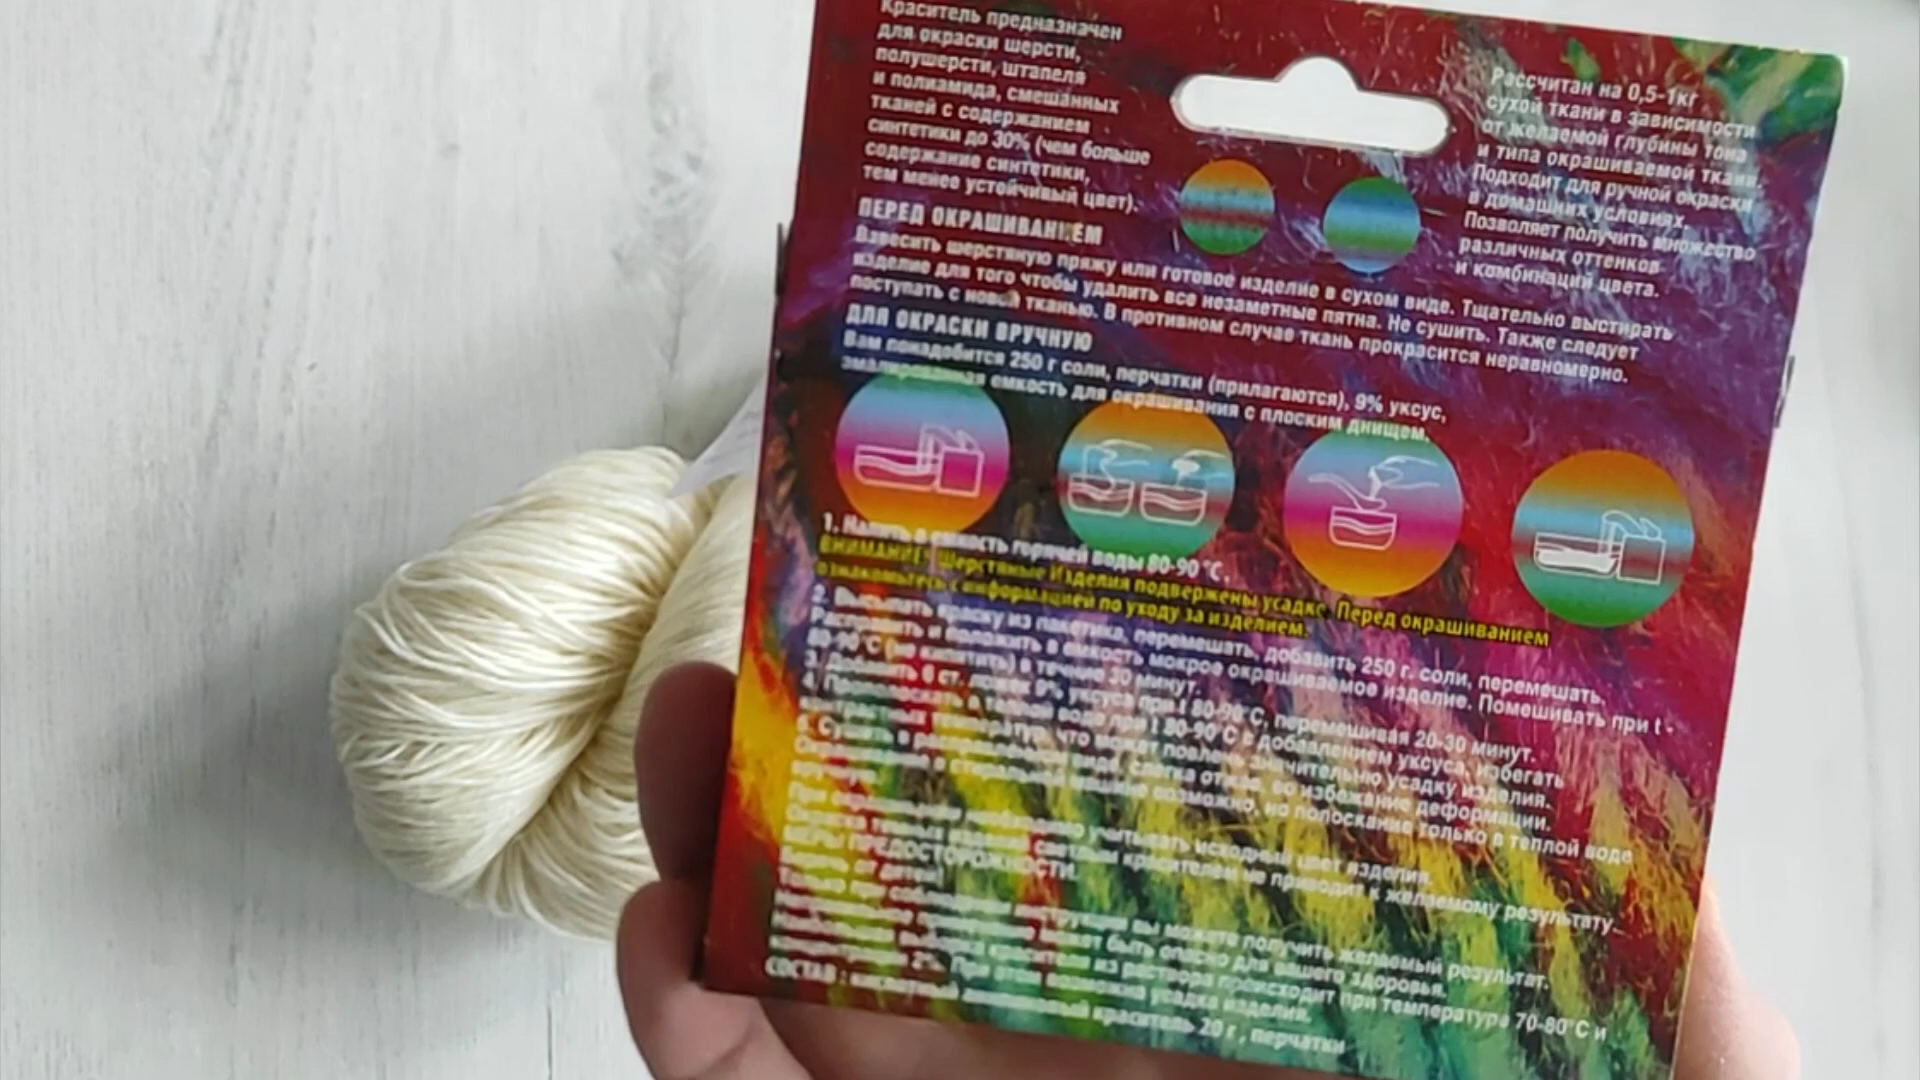 Краситель предназначен
для окраски шерсти,
полушерсти, штапеля
и полиамида, смешанных
тканей с содержанием
синтетики до 30% (чем больше
содержание синтетики,
тем менее устойчивый цвет).
Рассчитан на 0,5-1кг
сухой ткани в зависимости
от желаемой глубины тона
и типа окрашиваемой ткани.
Подходит для ручной окраски
в домашних условиях.
Позволяет получить множество
различных оттенков
и комбинаций цвета.
ПЕРЕД ОКРАШИВАНИЕМ
Взвесить шерстяную пряжу или готовое изделие в сухом виде. Тщательно выстирать
изделие для того чтобы удалить все незаметные пятна. Не сушить. Также следует
поступать с новой тканью. В противном случае ткань прокрасится неравномерно.
ДЛЯ ОКРАСКИ ВРУЧНУЮ
Вам понадобится 250 г соли, перчатки (прилагаются), 9% уксус,
эмалированная емкость для окрашивания с плоским днищем.
1. Налить в емкость горячей воды 80-90°C.
ВНИМАНИЕ! Шерстяные Изделия подвержены усадке. Перед окрашиванием
ознакомьтесь с информацией по уходу за изделием.
2. Высыпать краску из пакетика, перемешать, добавить 250 г. соли, перемешать.
Расправить и положить в емкость мокрое окрашиваемое изделие. Помешивать при t -
80-90°C (не кипятить) в течение 30 минут.
3. Добавить 6 ст. ложек 9% уксуса при t 80-90°C, перемешивая 20-30 минут.
4. Прополоскать в теплой воде при t 80-90°C с добавлением уксуса, избегать
контрастных температур, что может повлечь значительно усадку изделия.
Сушить в расправленном виде, слегка отжав, во избежание деформации.
Окрашивание в стиральной машине возможно, но полоскание только в теплой воде
вручную.
При окрашивании необходимо учитывать исходный цвет изделия.
Окраска темных изделий светлым красителем не приводит к желаемому результату.
МЕРЫ ПРЕДОСТОРОЖНОСТИ.
Беречь от детей!
Только при соблюдении инструкции вы можете получить желаемый результат.
может быть опасно для вашего здоровья.
выборка красителя из раствора происходит при температуре 70-80°C и
2%. При этом возможна усадка изделия.
СОСТАВ: кислотный анилиновый краситель 20 г, перчатки